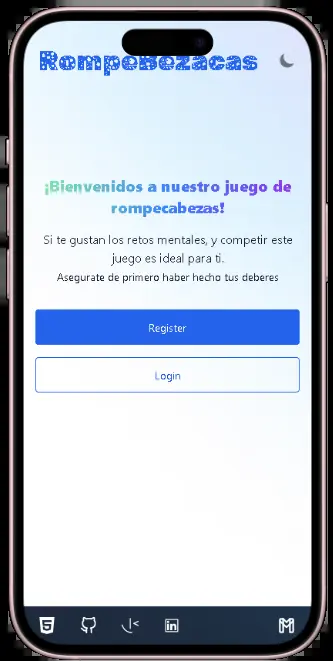 RompeBezacas
¡Bienvenidos a nuestro juego de
rompecabezas!
Si te gustan los retos mentales, y competir este
juego es ideal para ti.
Asegurate de primero haber hecho tus deberes
Register
Login